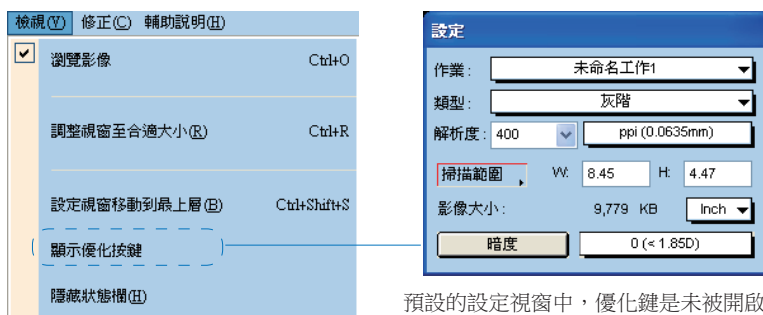 檢視(V) 修正(C) 輔助說明(H)
瀏覽影像 Ctrl+O
調整視窗至合適大小(R) Ctrl+R
設定視窗移動到最上層(B) Ctrl+Shift+S
顯示優化按鍵
隱藏狀態欄(H)
設定
作業: 未命名工作1
類型: 灰階
解析度: 400 ppi (0.0635mm)
掃描範圍 W: 8.45 H: 4.47
影像大小: 9,779 KB Inch
暗度 0 (< 1.85D)
預設的設定視窗中，優化鍵是未被開啟